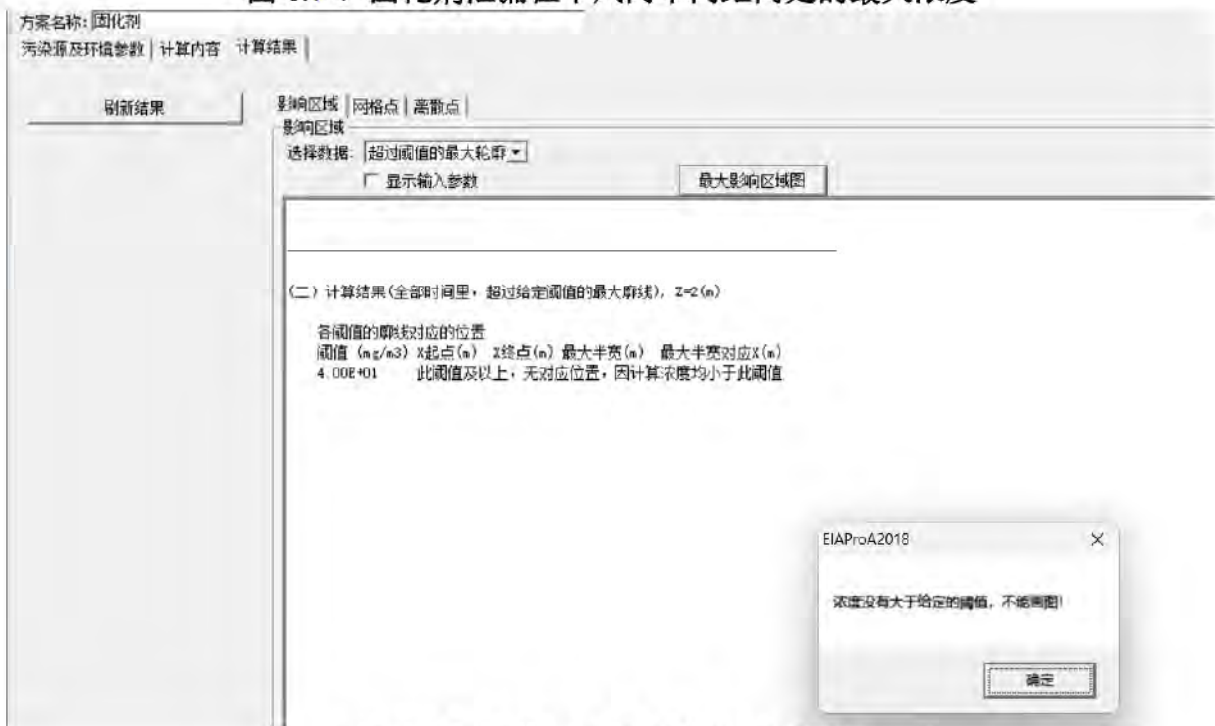 方案名称: 固化剂
污染源及环境参数 计算内容 计算结果
刷新结果
影响区域 网格点 离散点
影响区域
选择数据: 超过阈值的最大轮廓
显示输入参数 最大影响区域图
(二) 计算结果(全部时间里, 超过给定阈值的最大廓线), Z=2(m)
各阈值的廓线对应的位置
阈值 (mg/m3) X起点(m) X终点(m) 最大半宽(m) 最大半宽对应X(m)
4.00E+01 此阈值及以上, 无对应位置, 因计算浓度均小于此阈值
EIAProA2018
浓度没有大于给定的阈值, 不能画图!
确定